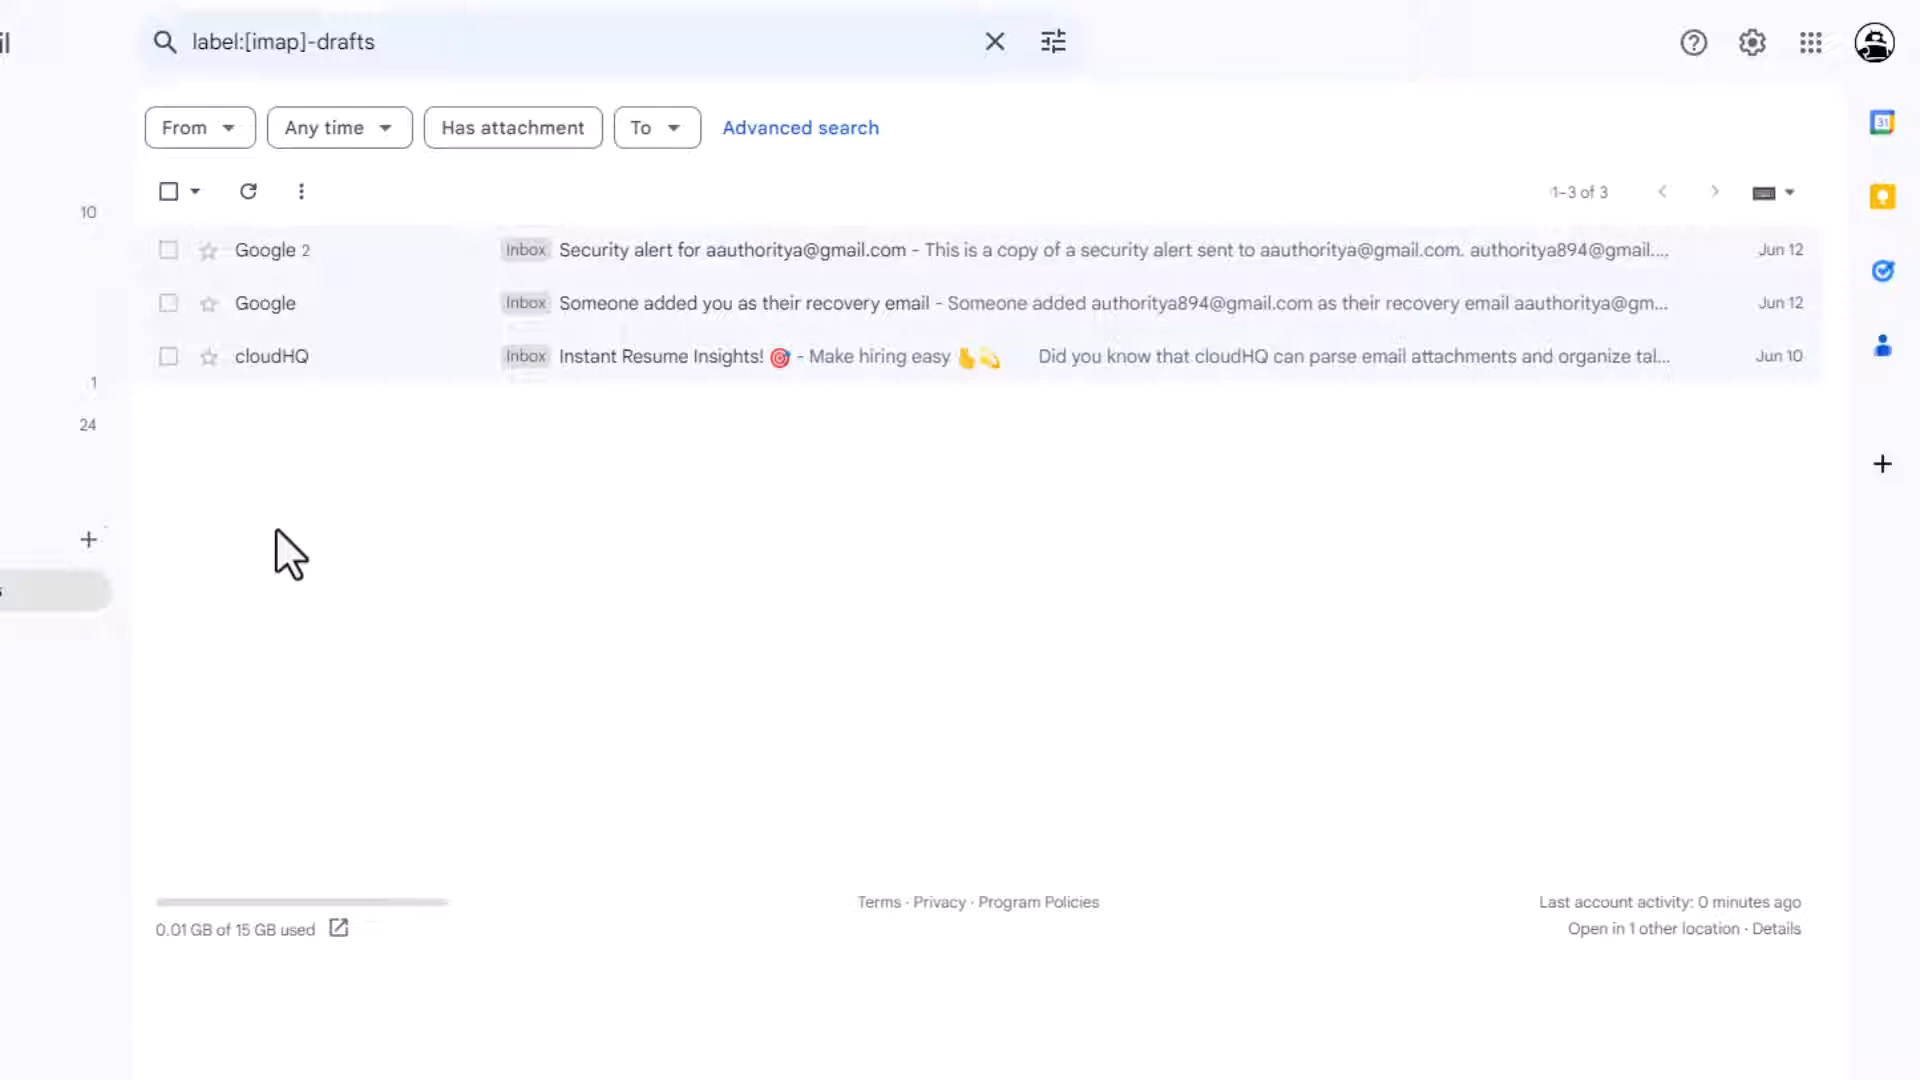 il
label:[imap]-drafts
From
Any time
Has attachment
To
Advanced search
1–3 of 3
31
10
1
24
Google 2
Inbox
Security alert for aauthoritya@gmail.com - This is a copy of a security alert sent to aauthoritya@gmail.com. authoritya894@gmail....
Jun 12
Google
Inbox
Someone added you as their recovery email - Someone added authoritya894@gmail.com as their recovery email aauthoritya@gm...
Jun 12
cloudHQ
Inbox
Instant Resume Insights! 🎯 - Make hiring easy 🫰💫 Did you know that cloudHQ can parse email attachments and organize tal...
Jun 10
s
0.01 GB of 15 GB used
Terms · Privacy · Program Policies
Last account activity: 0 minutes ago
Open in 1 other location · Details